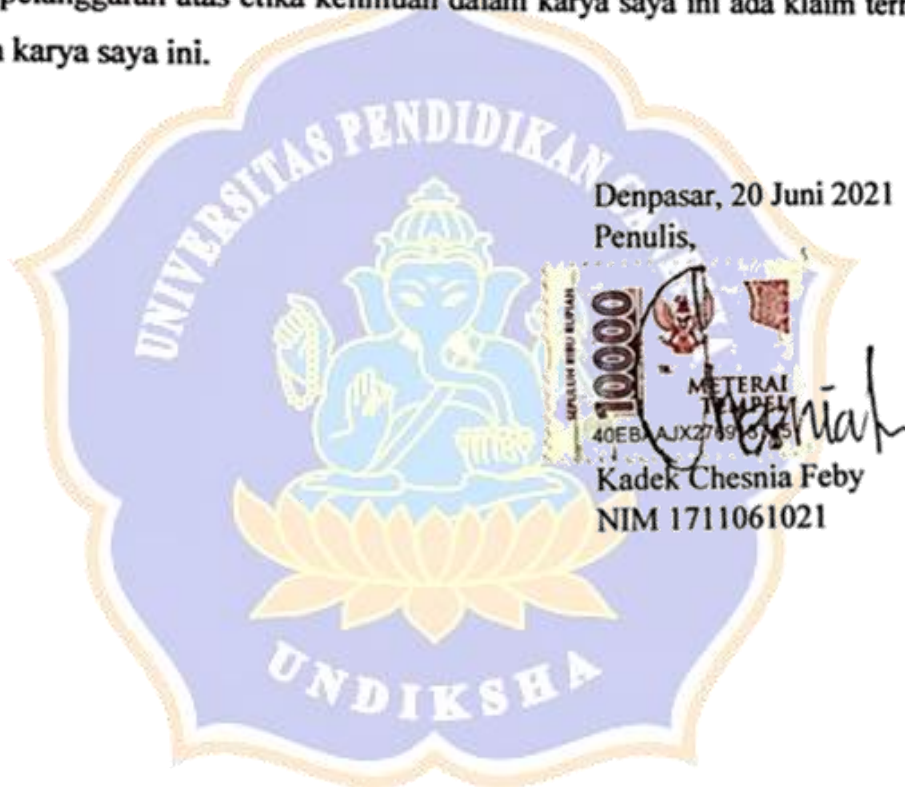 pelanggaran atas etika keilmuan dalam karya saya ini ada klaim
karya saya ini.
UNIVERSITAS PENDIDIKAN
Denpasar, 20 Juni 2021
Penulis,
SEPULUH RIBU RUPIAH
10000
METERAI
TEMPEL
Kadek Chesnia Feby
NIM 1711061021
UNDIKSHA